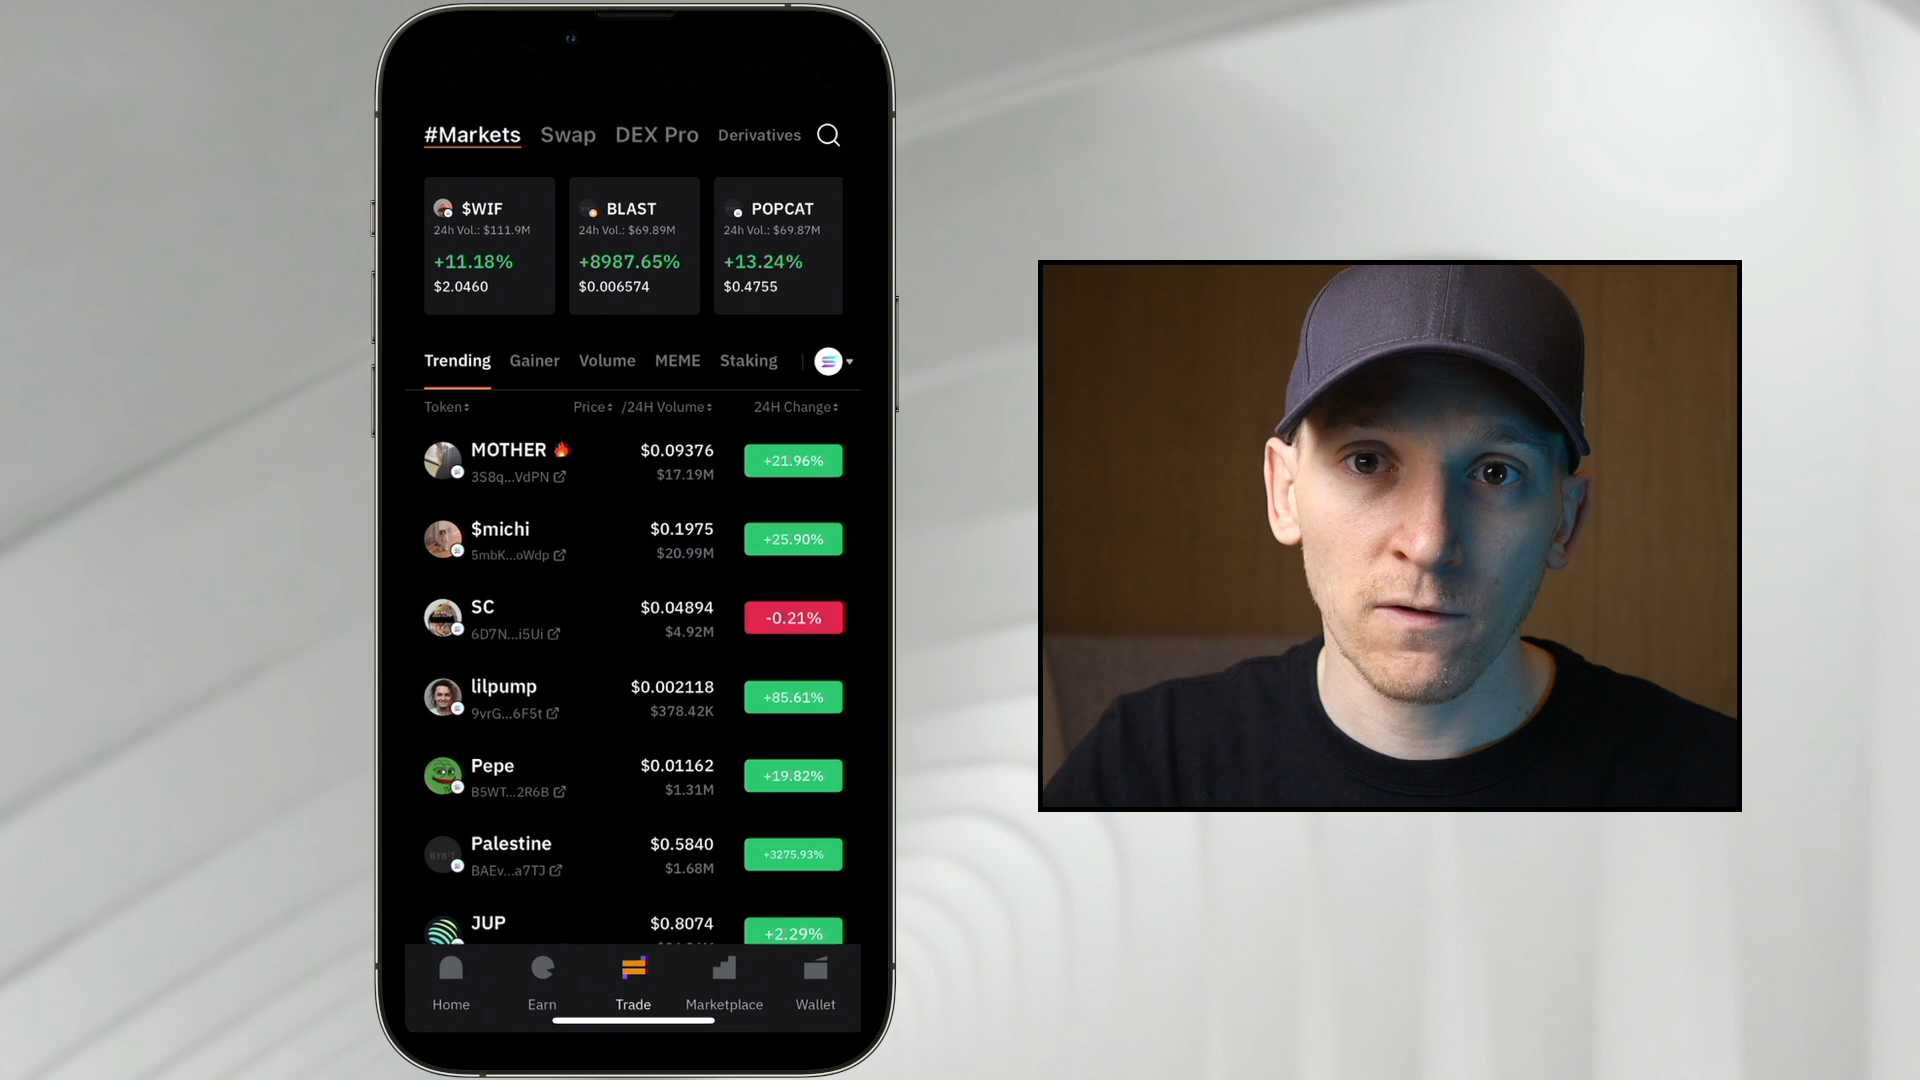 #Markets Swap DEX Pro Derivatives
$WIF BLAST POPCAT
24h Vol.: $111.9M 24h Vol.: $69.89M 24h Vol.: $69.87M
+11.18% +8987.65% +13.24%
$2.0460 $0.006574 $0.4755
Trending Gainer Volume MEME Staking
Token Price /24H Volume 24H Change
MOTHER 🔥 $0.09376 +21.96%
3S8q...VdPN $17.19M
$michi $0.1975 +25.90%
5mbK...oWdp $20.99M
SC $0.04894 -0.21%
6D7N...i5Ui $4.92M
lilpump $0.002118 +85.61%
9vrG...6F5t $378.42K
Pepe $0.01162 +19.82%
B5WT...2R6B $1.31M
Palestine $0.5840 +3275.93%
BAEv...a7TJ $1.68M
JUP $0.8074 +2.29%
Home Earn Trade Marketplace Wallet